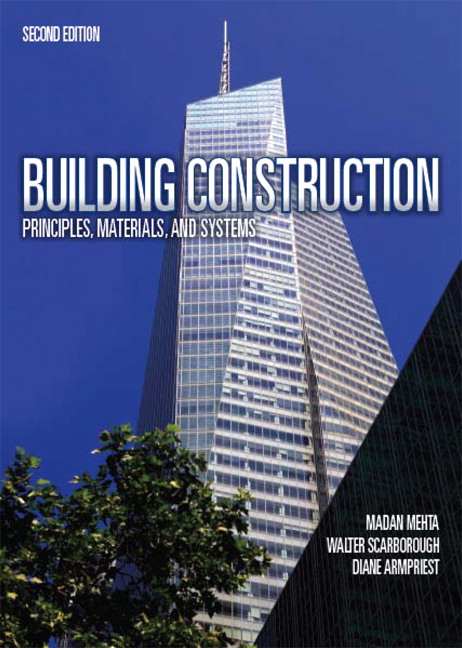 SECOND EDITION
BUILDING CONSTRUCTION
PRINCIPLES, MATERIALS, AND SYSTEMS
MADAN MEHTA
WALTER SCARBOROUGH
DIANE ARMPRIEST